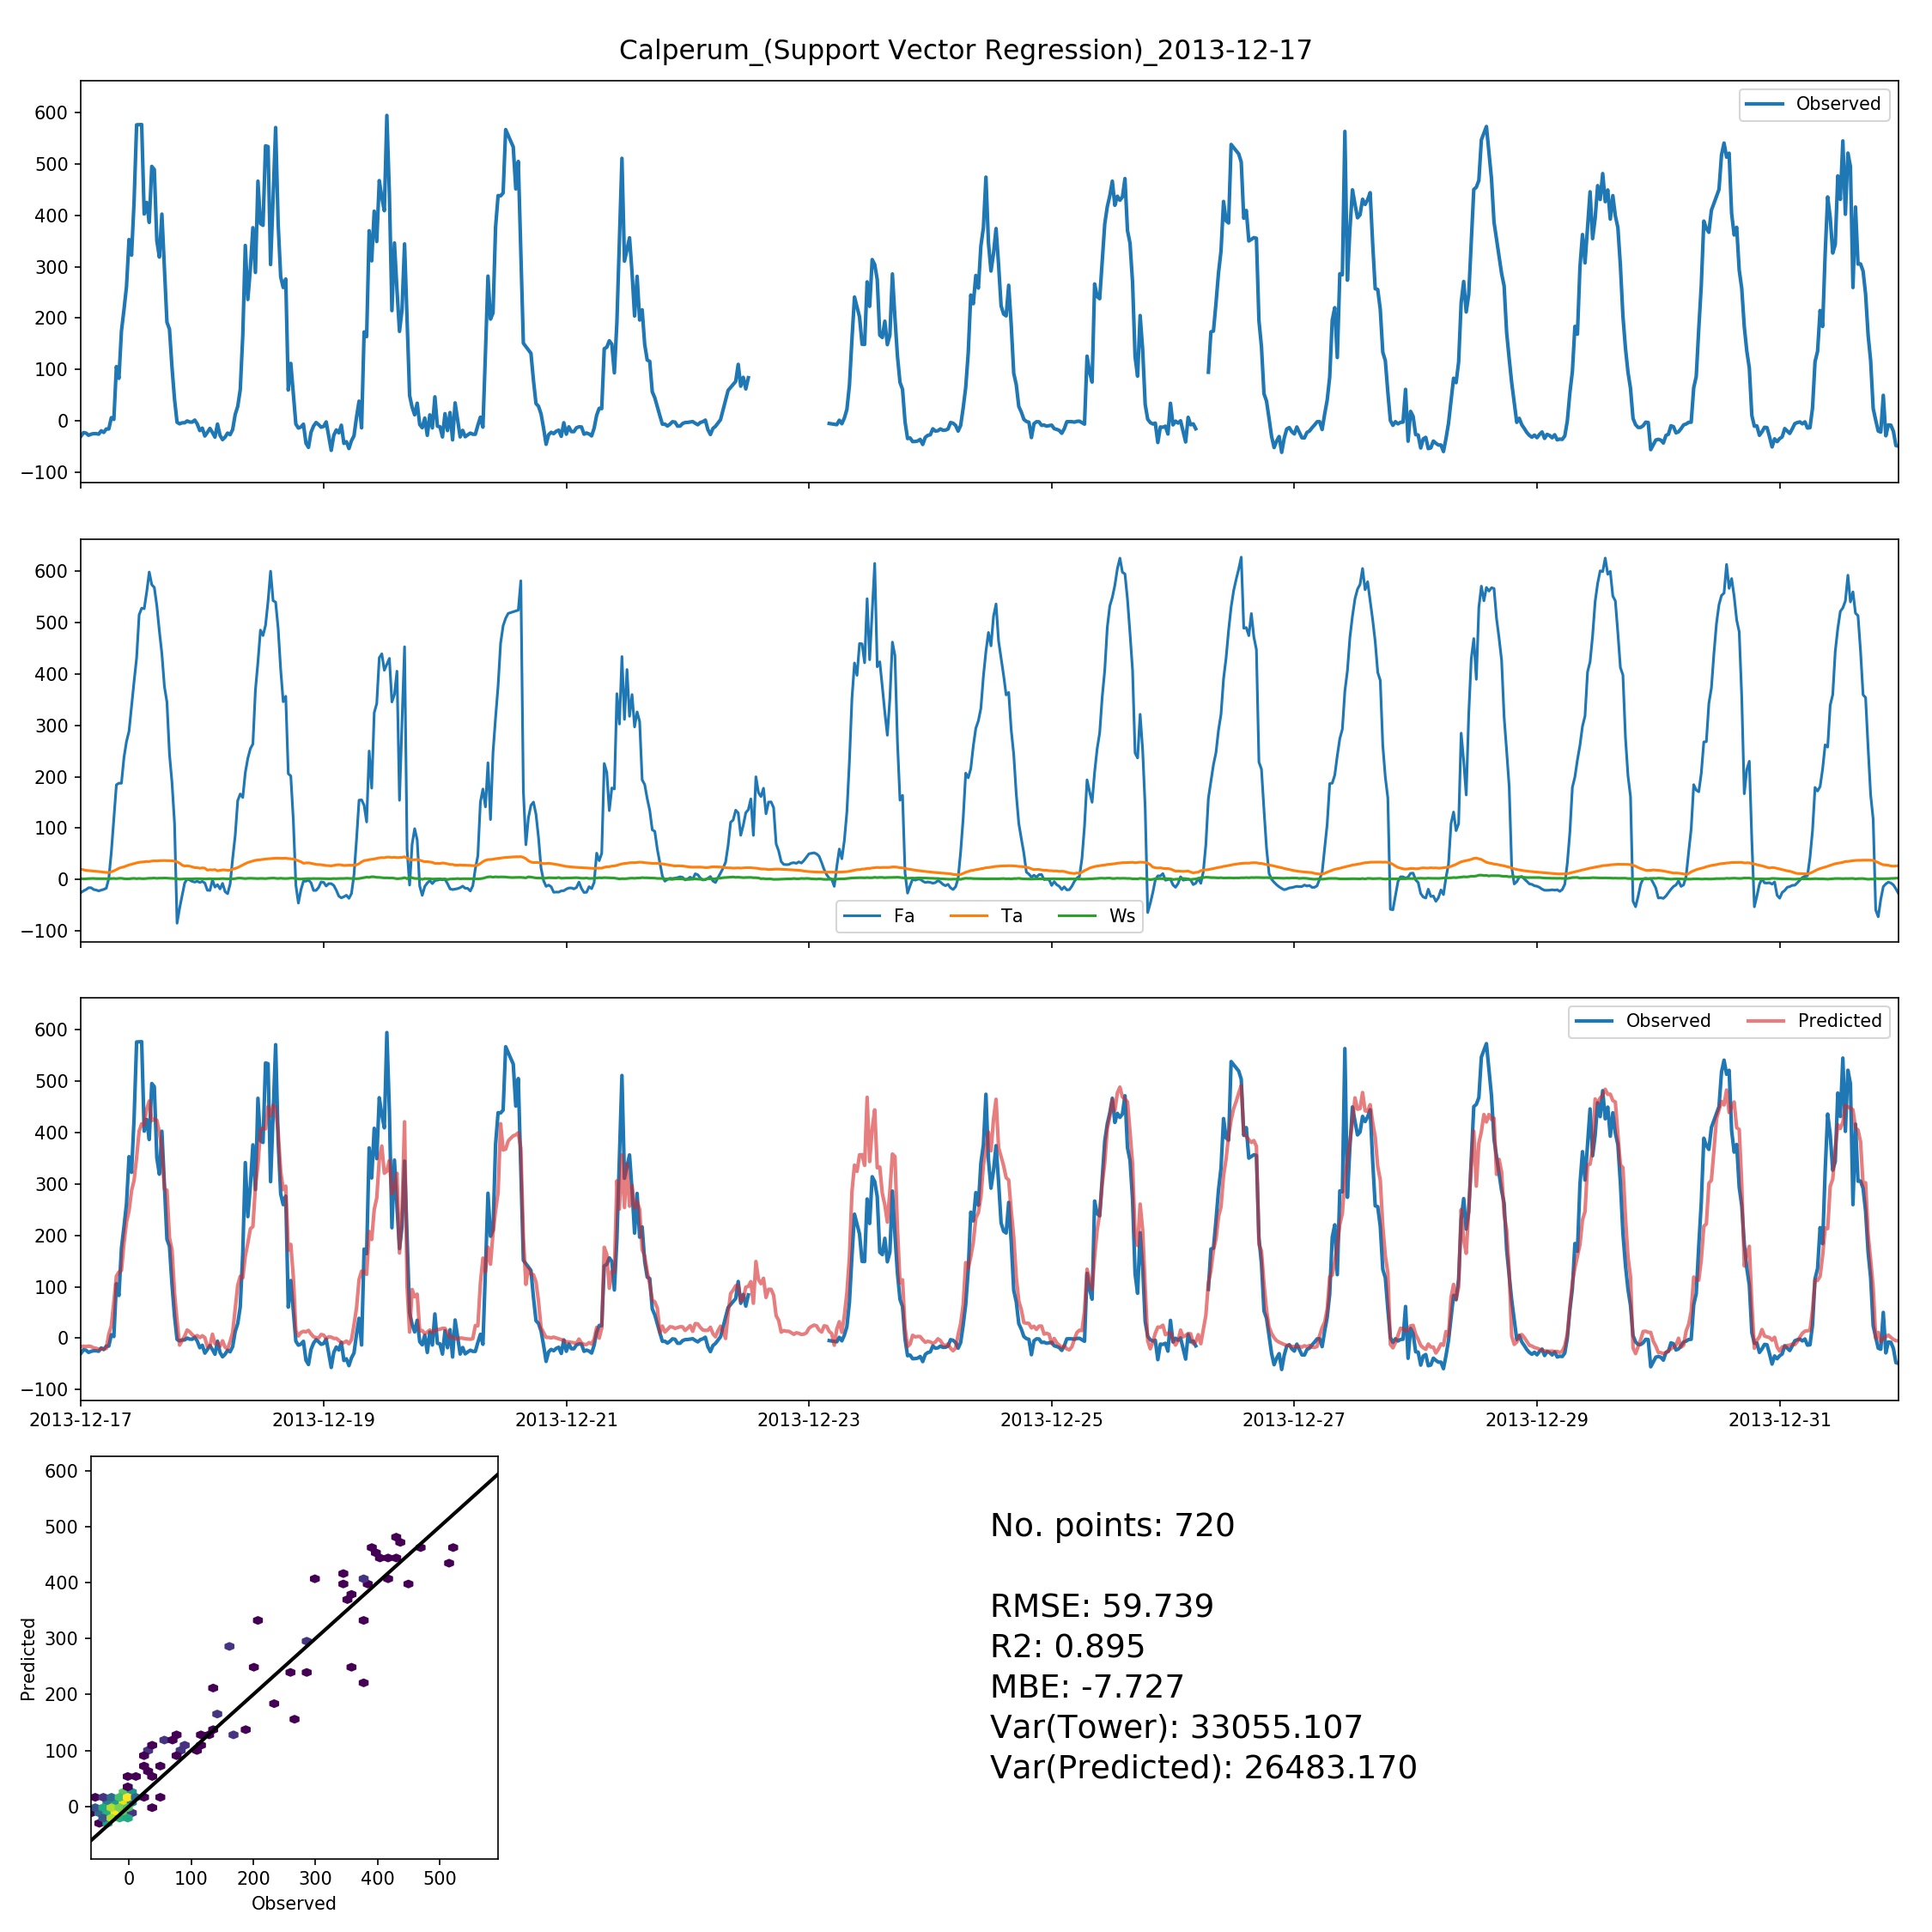 Calperum_(Support Vector Regression)_2013-12-17
600
500
400
300
200
100
0
−100
Observed
600
500
400
300
200
100
0
−100
Fa Ta Ws
600
500
400
300
200
100
0
−100
Observed Predicted
2013-12-17 2013-12-19 2013-12-21 2013-12-23 2013-12-25 2013-12-27 2013-12-29 2013-12-31
600
500
400
300
200
100
0
Predicted
0 100 200 300 400 500
Observed
No. points: 720
RMSE: 59.739
R2: 0.895
MBE: -7.727
Var(Tower): 33055.107
Var(Predicted): 26483.170